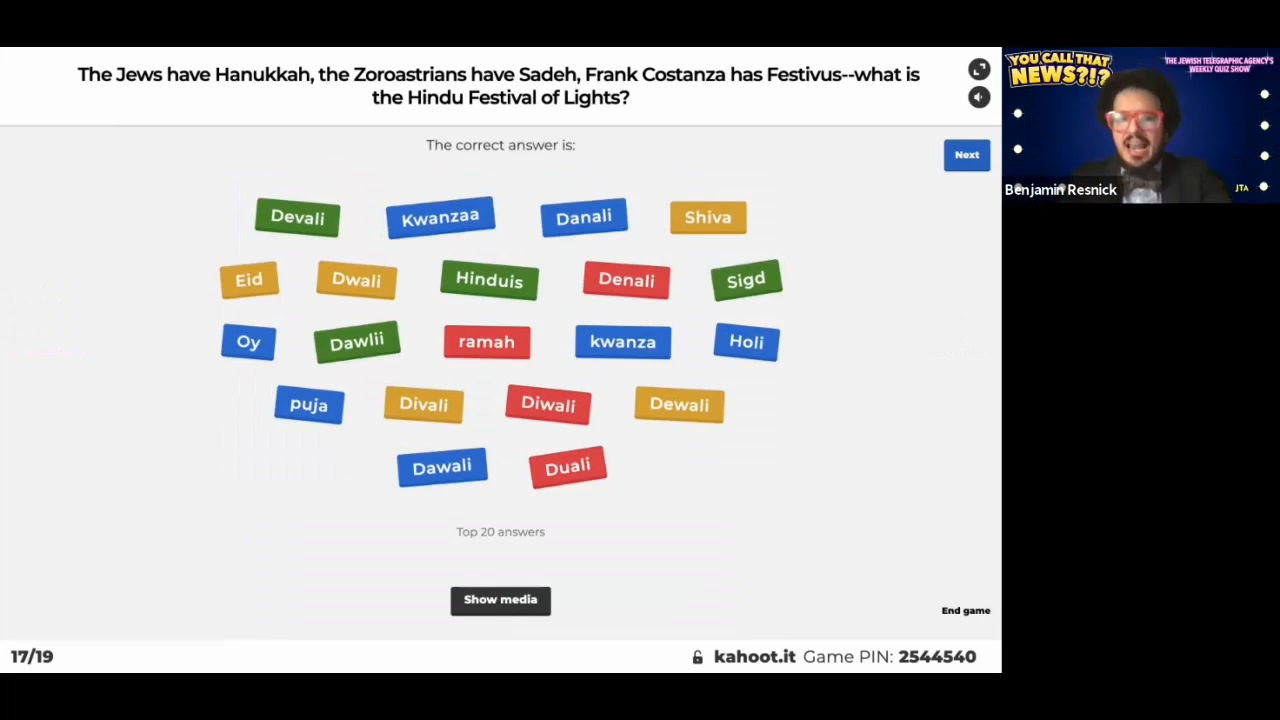 The Jews have Hanukkah, the Zoroastrians have Sadeh, Frank Costanza has Festivus--what is
the Hindu Festival of Lights?
The correct answer is:
Next
Devali
Kwanzaa
Danali
Shiva
Eid
Dwali
Hinduis
Denali
Sigd
Oy
Dawlii
ramah
kwanza
Holi
puja
Divali
Diwali
Dewali
Dawali
Duali
Top 20 answers
Show media
End game
17/19
kahoot.it Game PIN: 2544540
YOU CALL THAT
NEWS?!?
THE JEWISH TELEGRAPHIC AGENCY'S
WEEKLY QUIZ SHOW
Benjamin Resnick
JTA